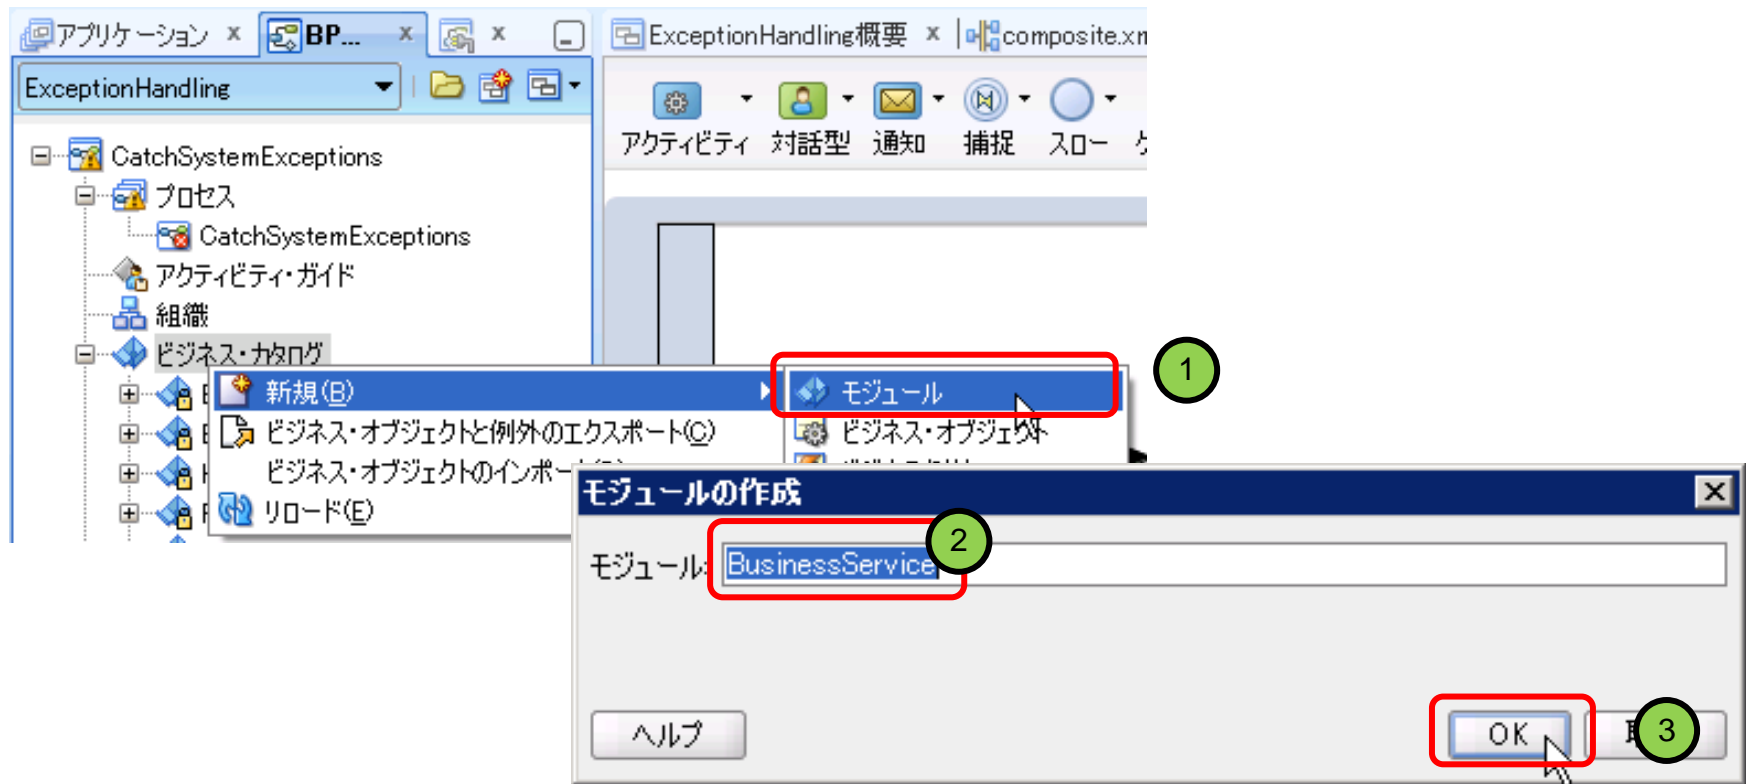 アプリケーション
BP...
ExceptionHandling概要
composite.xm
ExceptionHandling
アクティビティ 対話型 通知 捕捉 スロー
CatchSystemExceptions
プロセス
CatchSystemExceptions
アクティビティ・ガイド
組織
ビジネス・カタログ
新規(B)
モジュール
1
ビジネス・オブジェクトと例外のエクスポート(C)
ビジネス・オブジェクト
ビジネス・オブジェクトのインポート
リロード(E)
モジュールの作成
モジュール: BusinessService
2
ヘルプ
OK
3